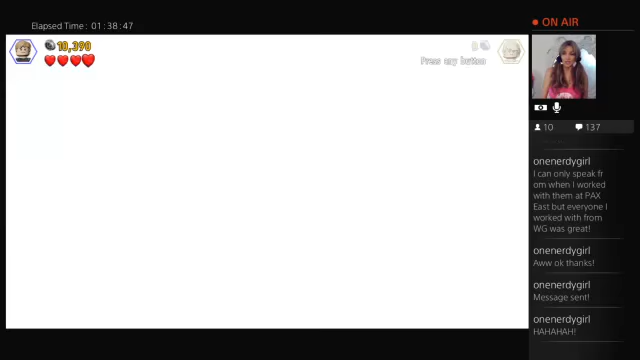 Elapsed Time : 01:38:47
ON AIR
10,390
0
Press any button
10
137
onenerdygirl
I can only speak fr
om when I worked
with them at PAX
East but everyone I
worked with from
WG was great!
onenerdygirl
Aww ok thanks!
onenerdygirl
Message sent!
onenerdygirl
HAHAHAH!